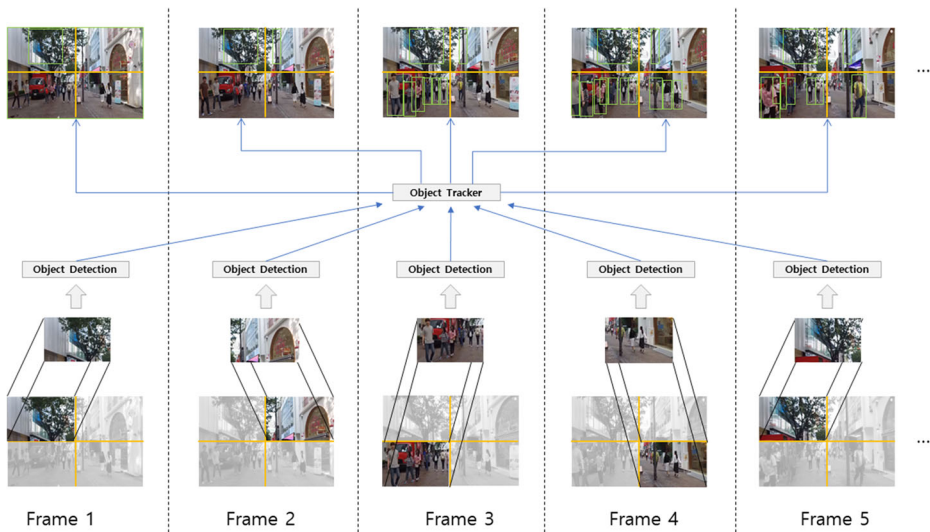 ...
Object Tracker
Object Detection
Object Detection
Object Detection
Object Detection
Object Detection
...
Frame 1
Frame 2
Frame 3
Frame 4
Frame 5